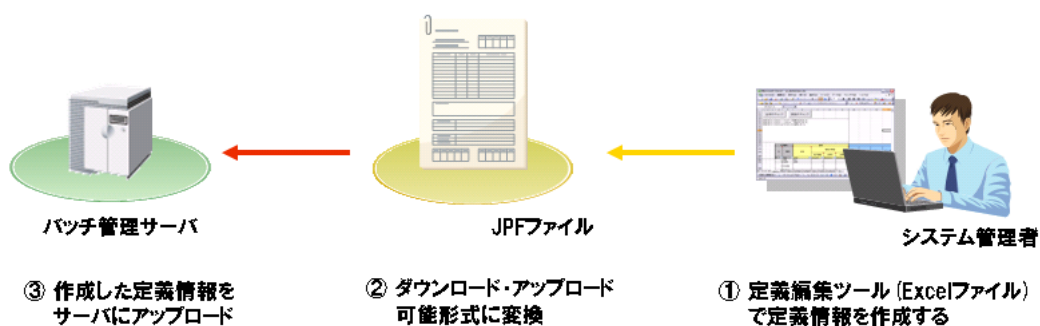 バッチ管理サーバ
JPFファイル
システム管理者
③ 作成した定義情報を
サーバにアップロード
② ダウンロード・アップロード
可能形式に変換
① 定義編集ツール (Excelファイル)
で定義情報を作成する